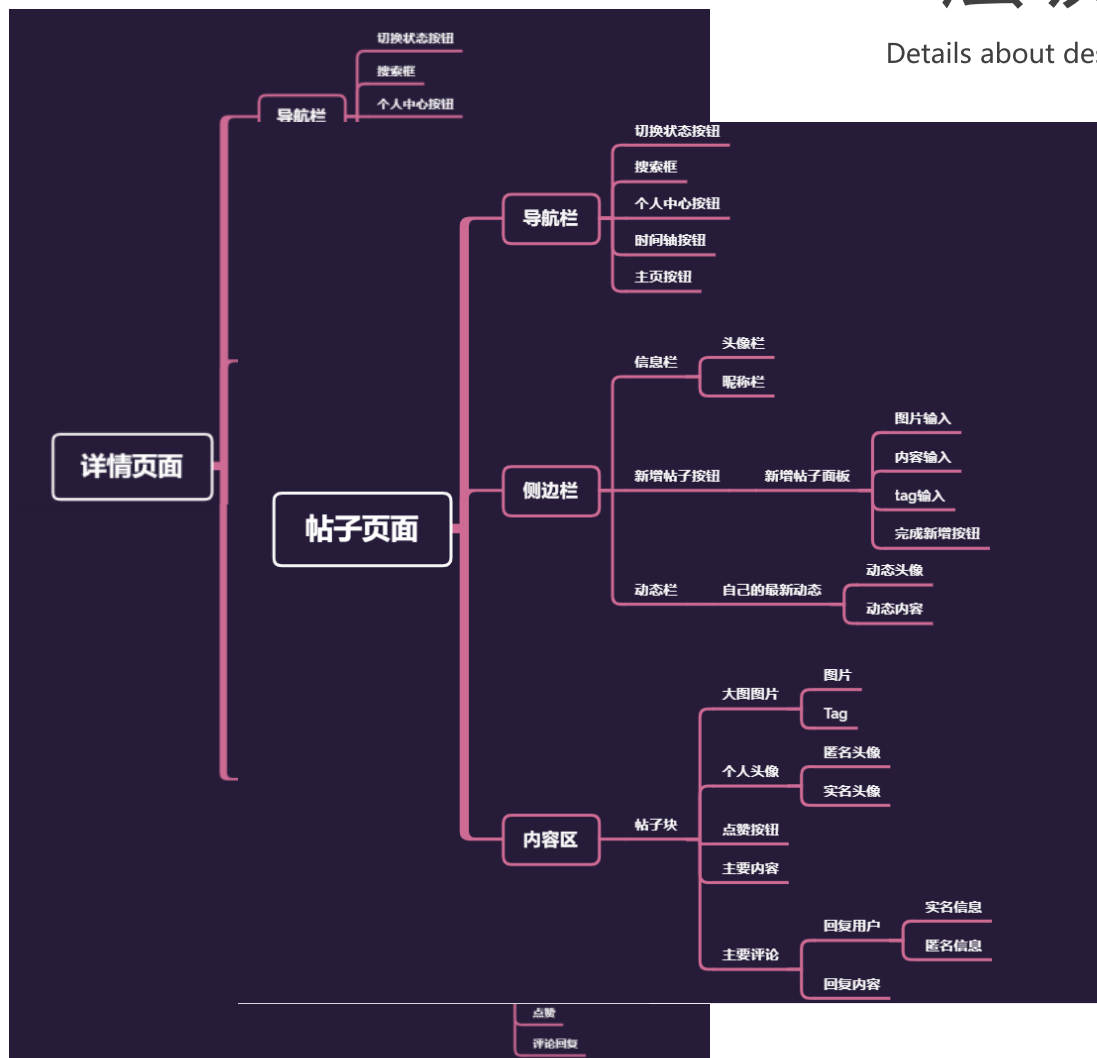 Details about des
切换状态按钮
搜索框
个人中心按钮
导航栏
详情页面
切换状态按钮
搜索框
个人中心按钮
时间轴按钮
主页按钮
导航栏
头像栏
昵称栏
信息栏
图片输入
内容输入
tag输入
完成新增按钮
新增帖子按钮
新增帖子面板
侧边栏
帖子页面
动态头像
动态内容
动态栏
自己的最新动态
图片
Tag
大图图片
匿名头像
实名头像
个人头像
点赞按钮
主要内容
帖子块
内容区
实名信息
匿名信息
回复用户
主要评论
回复内容
点赞
评论回复